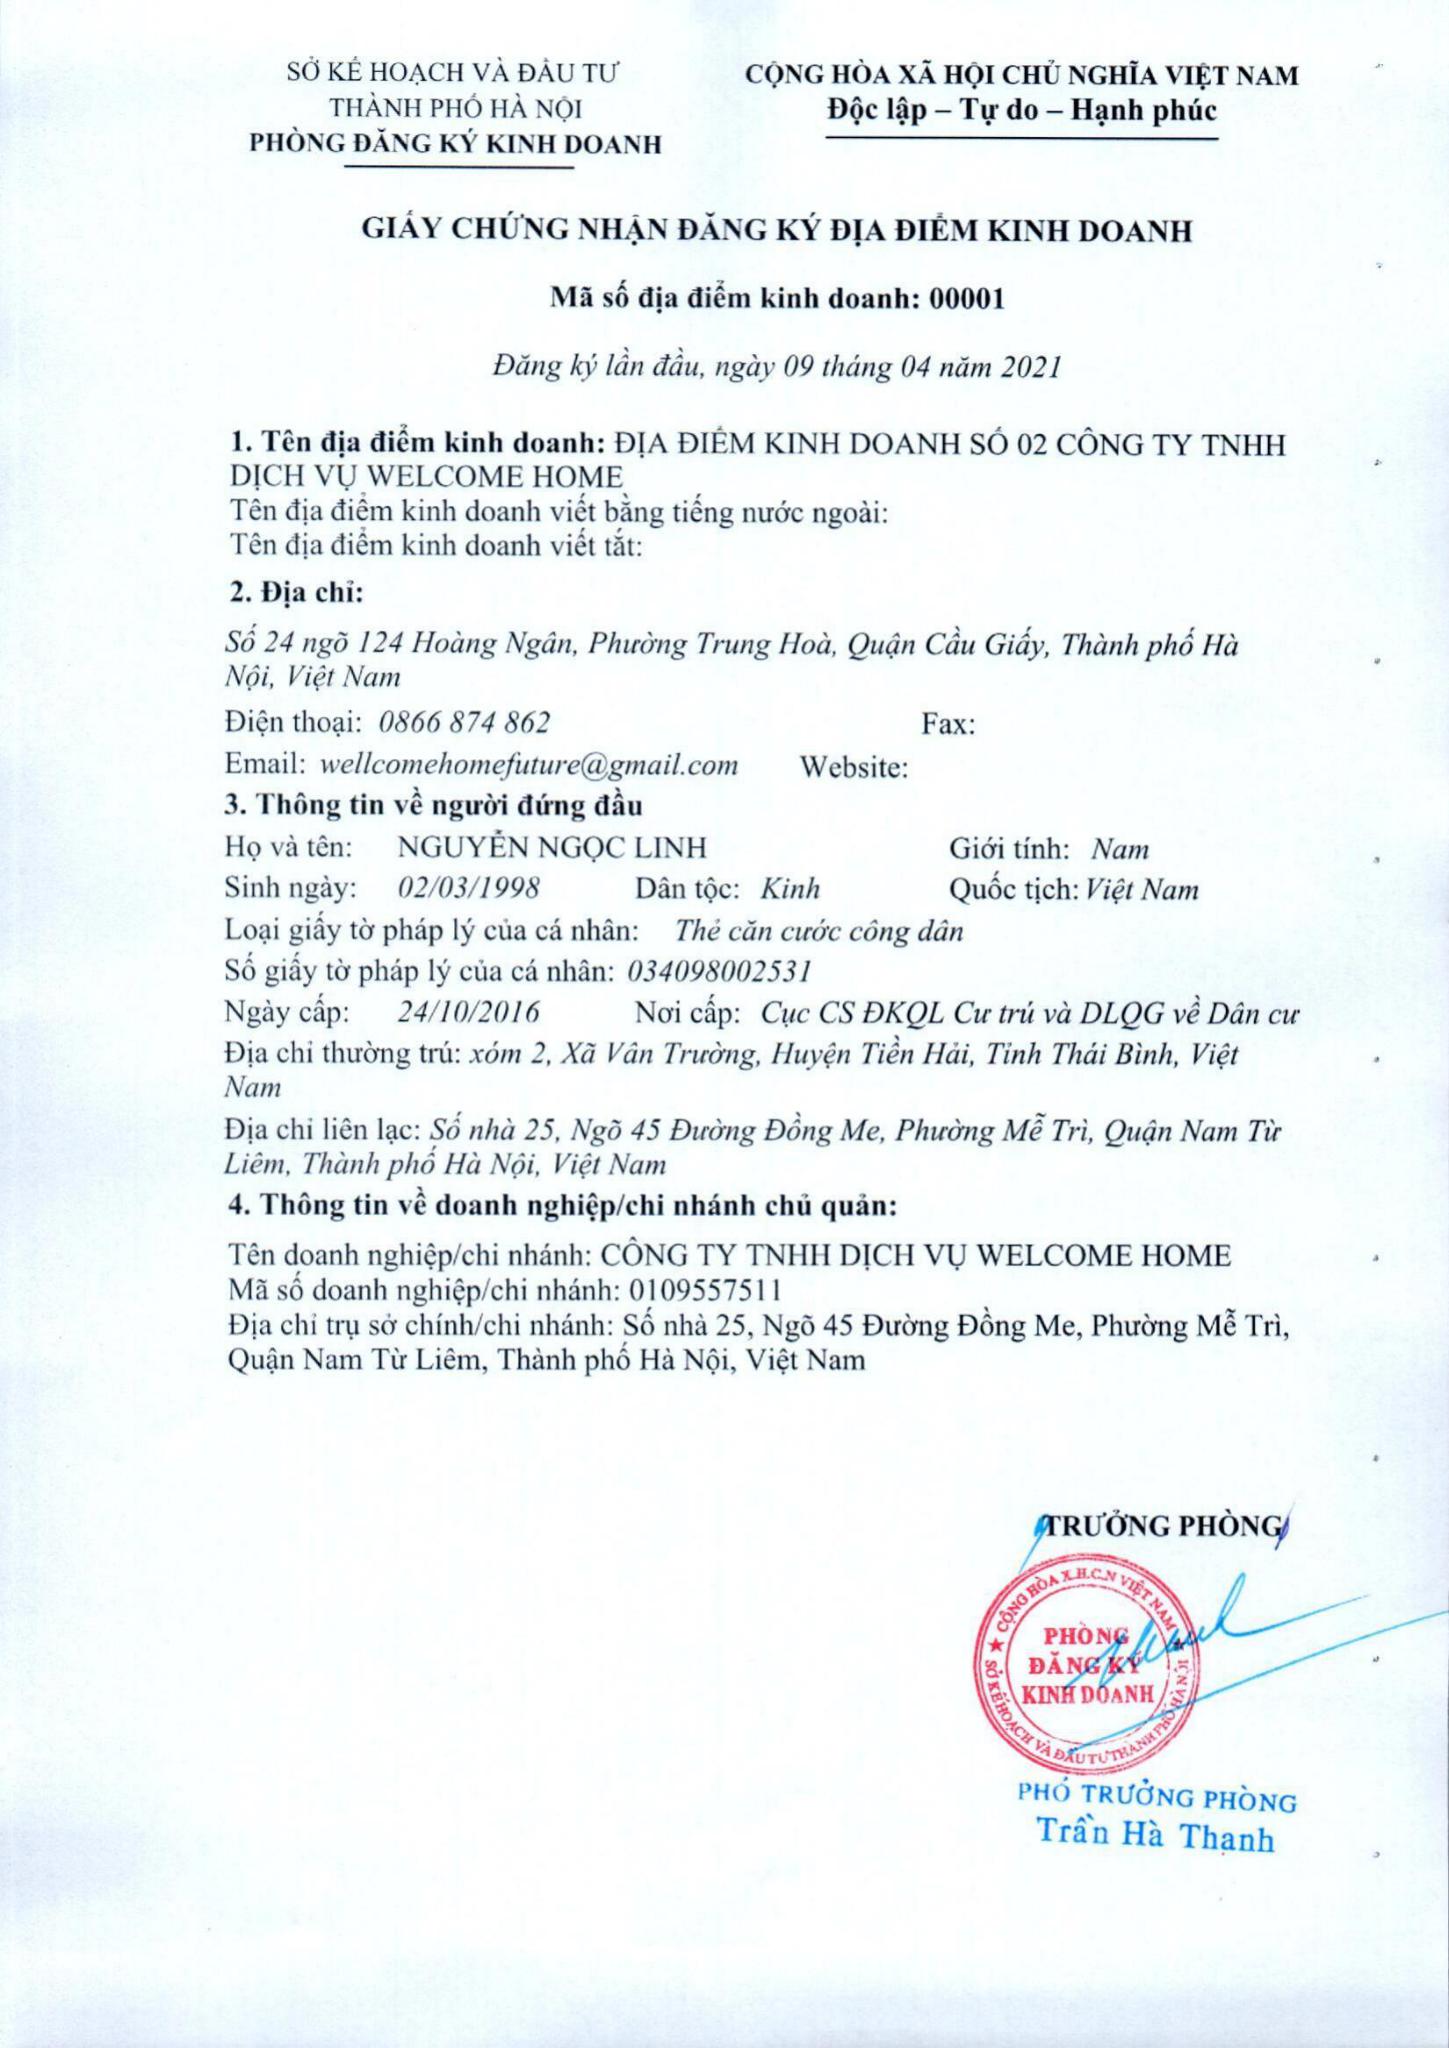 SỞ KẾ HOẠCH VÀ ĐẦU TƯ
THÀNH PHỐ HÀ NỘI
PHÒNG ĐĂNG KÝ KINH DOANH
CỘNG HÒA XÃ HỘI CHỦ NGHĨA VIỆT NAM
Độc lập – Tự do – Hạnh phúc
GIẤY CHỨNG NHẬN ĐĂNG KÝ ĐỊA ĐIỂM KINH DOANH
Mã số địa điểm kinh doanh: 00001
Đăng ký lần đầu, ngày 09 tháng 04 năm 2021
1. Tên địa điểm kinh doanh: ĐỊA ĐIỂM KINH DOANH SỐ 02 CÔNG TY TNHH
DỊCH VỤ WELCOME HOME
Tên địa điểm kinh doanh viết bằng tiếng nước ngoài:
Tên địa điểm kinh doanh viết tắt:
2. Địa chỉ:
Số 24 ngõ 124 Hoàng Ngân, Phường Trung Hoà, Quận Cầu Giấy, Thành phố Hà
Nội, Việt Nam
Điện thoại: 0866 874 862 Fax:
Email: wellcomehomefuture@gmail.com Website:
3. Thông tin về người đứng đầu
Họ và tên: NGUYỄN NGỌC LINH Giới tính: Nam
Sinh ngày: 02/03/1998 Dân tộc: Kinh Quốc tịch: Việt Nam
Loại giấy tờ pháp lý của cá nhân: Thẻ căn cước công dân
Số giấy tờ pháp lý của cá nhân: 034098002531
Ngày cấp: 24/10/2016 Nơi cấp: Cục CS ĐKQL Cư trú và DLQG về Dân cư
Địa chỉ thường trú: xóm 2, Xã Vân Trường, Huyện Tiền Hải, Tỉnh Thái Bình, Việt
Nam
Địa chỉ liên lạc: Số nhà 25, Ngõ 45 Đường Đồng Me, Phường Mễ Trì, Quận Nam Từ
Liêm, Thành phố Hà Nội, Việt Nam
4. Thông tin về doanh nghiệp/chi nhánh chủ quản:
Tên doanh nghiệp/chi nhánh: CÔNG TY TNHH DỊCH VỤ WELCOME HOME
Mã số doanh nghiệp/chi nhánh: 0109557511
Địa chỉ trụ sở chính/chi nhánh: Số nhà 25, Ngõ 45 Đường Đồng Me, Phường Mễ Trì,
Quận Nam Từ Liêm, Thành phố Hà Nội, Việt Nam
TRƯỞNG PHÒNG
CỘNG HÒA X.H.C.N VIỆT NAM
PHÒNG
ĐĂNG KÝ
KINH DOANH
SỞ KẾ HOẠCH VÀ ĐẦU TƯ THÀNH PHỐ HÀ NỘI
PHÓ TRƯỞNG PHÒNG
Trần Hà Thanh